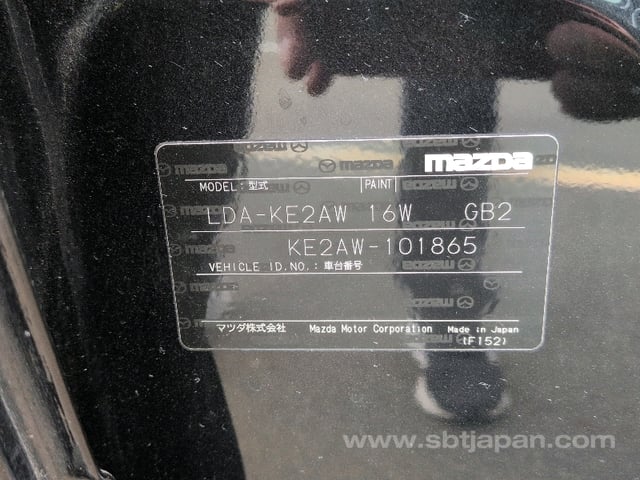 mazda
MODEL: 型式 PAINT
LDA-KE2AW 16W GB2
KE2AW-101865
VEHICLE ID.NO.: 車台番号
マツダ株式会社 Mazda Motor Corporation Made in Japan
(F152)
www.sbtjapan.com